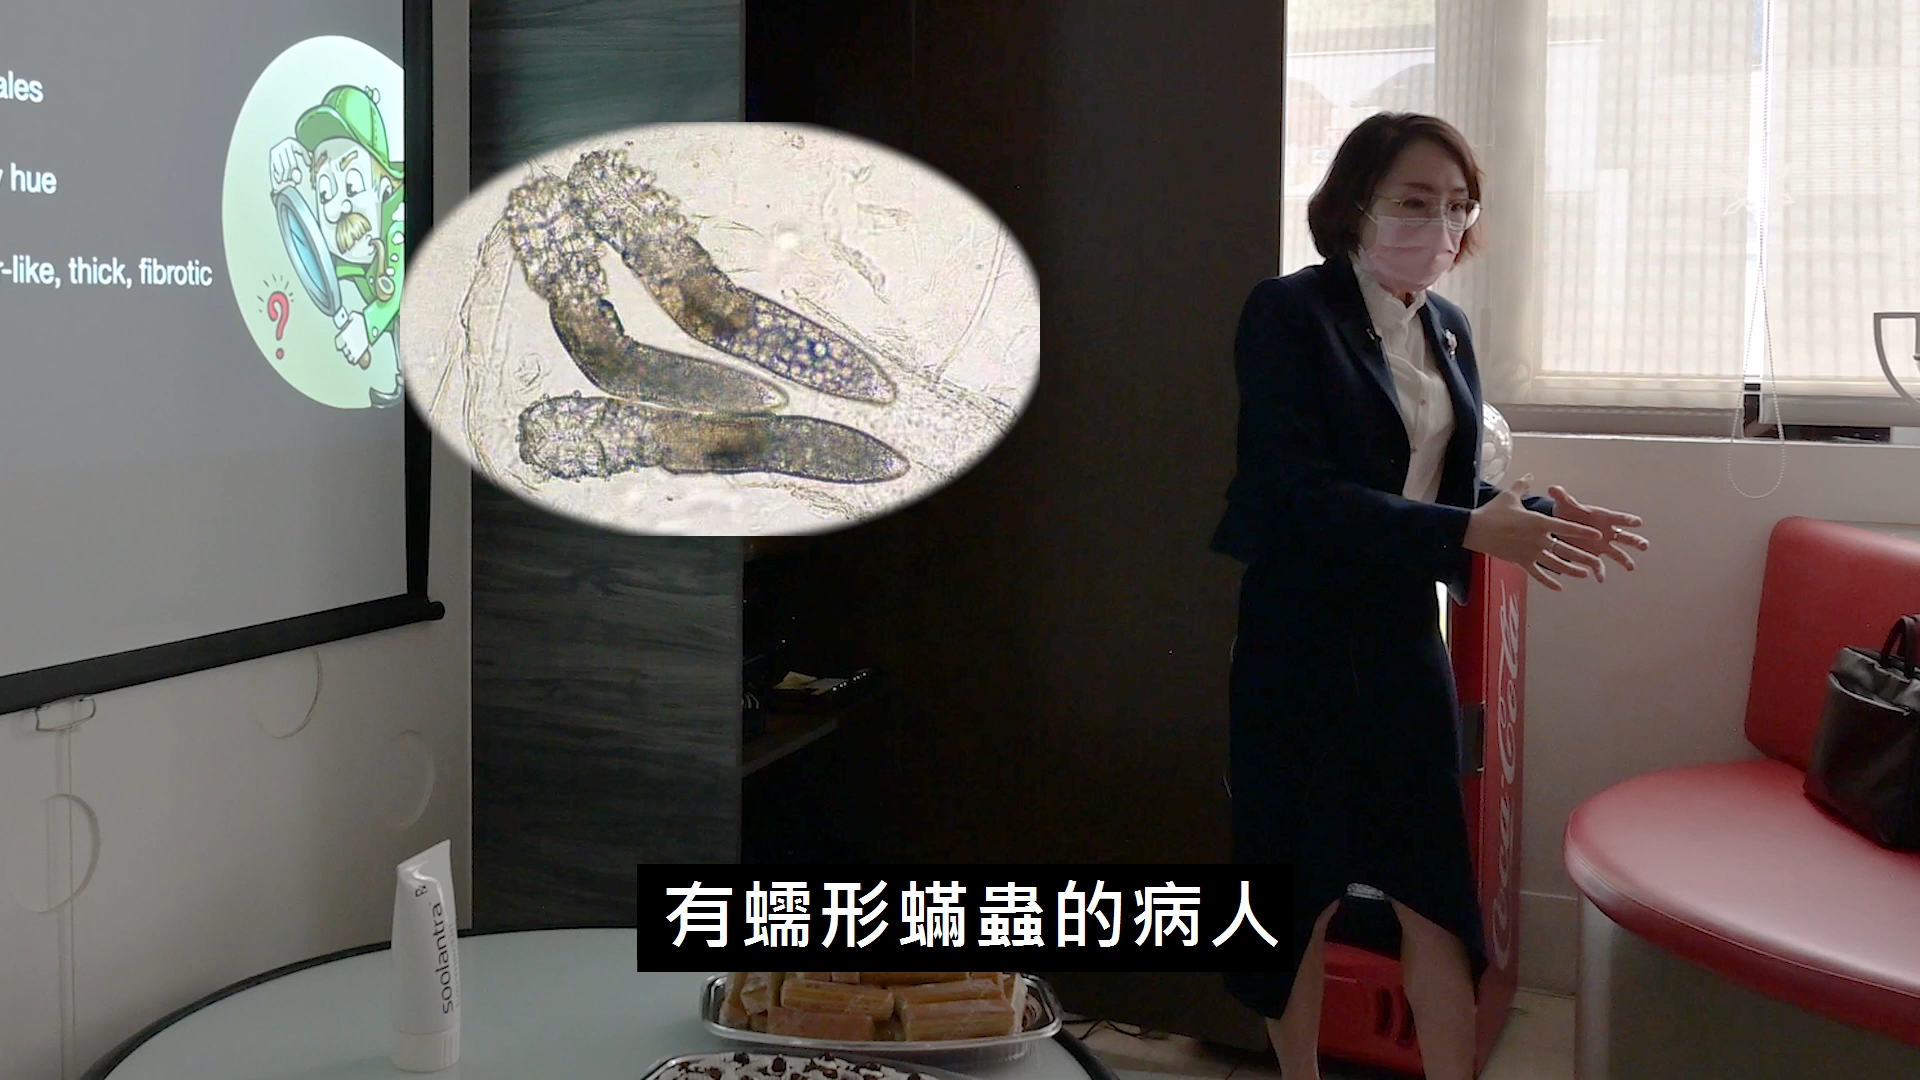 ales
y hue
r-like, thick, fibrotic
?
soolantra
Coca-Cola
有蠕形蟎蟲的病人